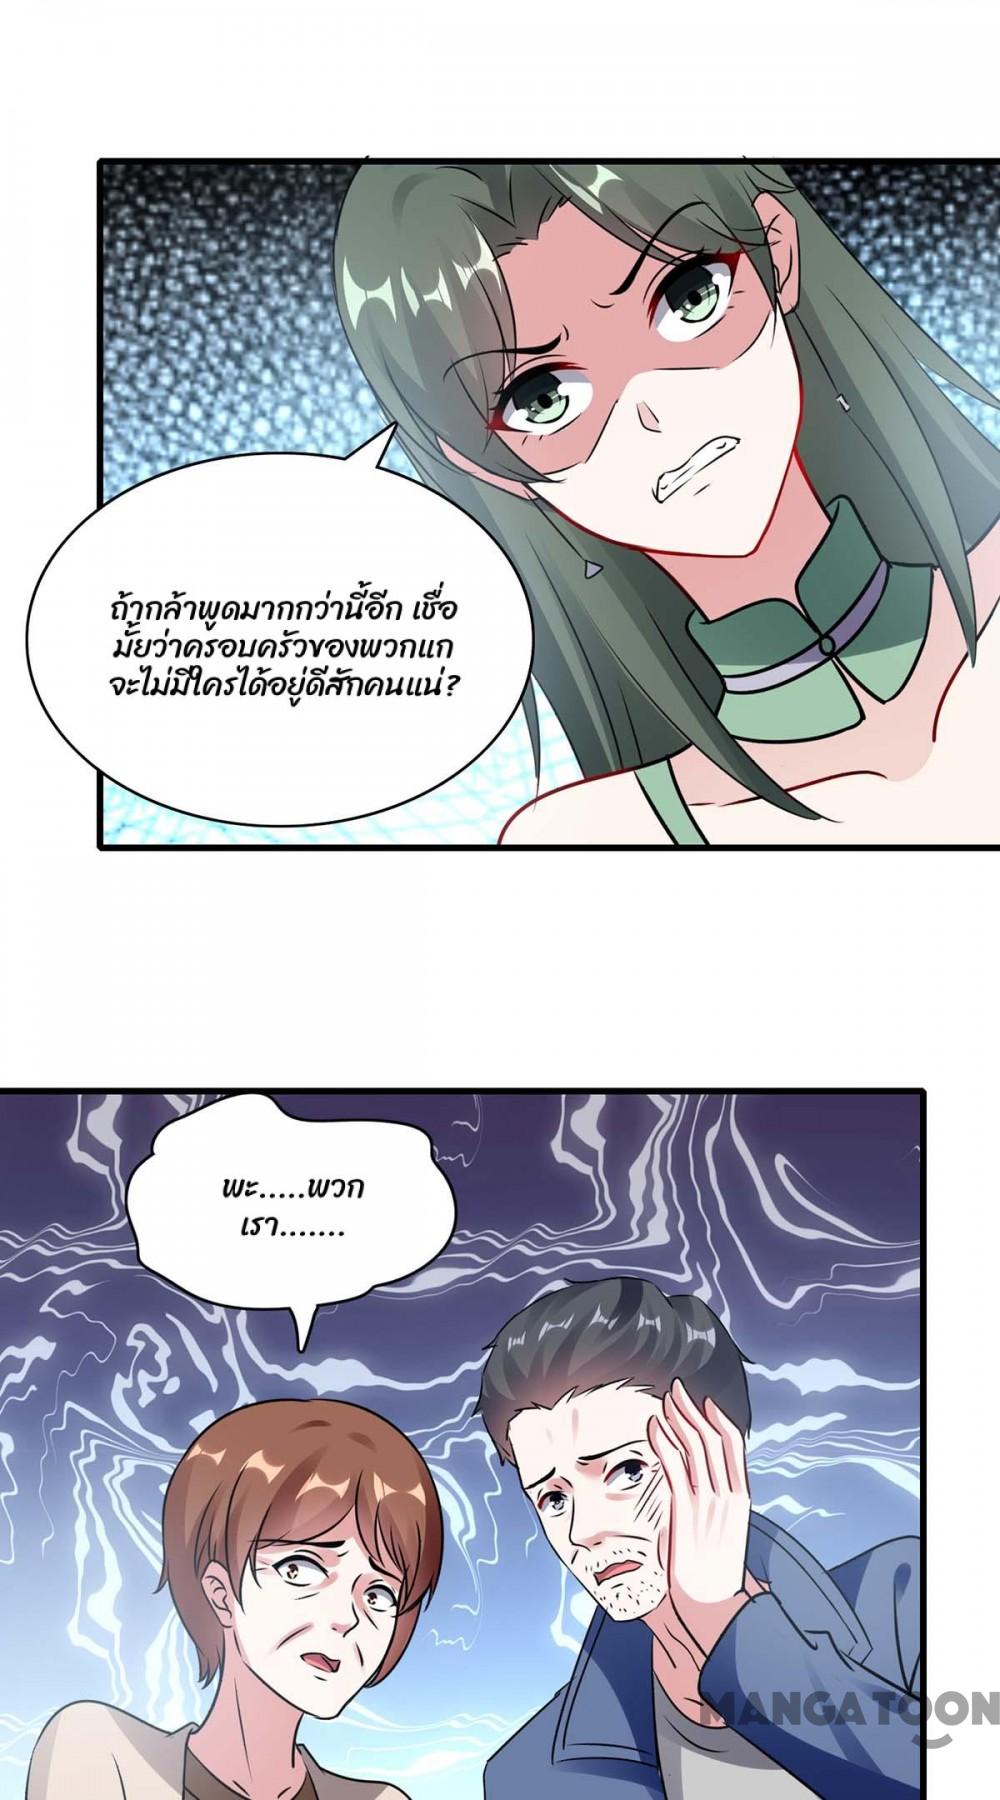 ถ้ากล้าพูดมากกว่านี้อีก เชื่อ
มั้ยว่าครอบครัวของพวกแก
จะไม่มีใครได้อยู่ดีสักคนแน่?
พะ.....พวก
เรา.......
MANGATOON